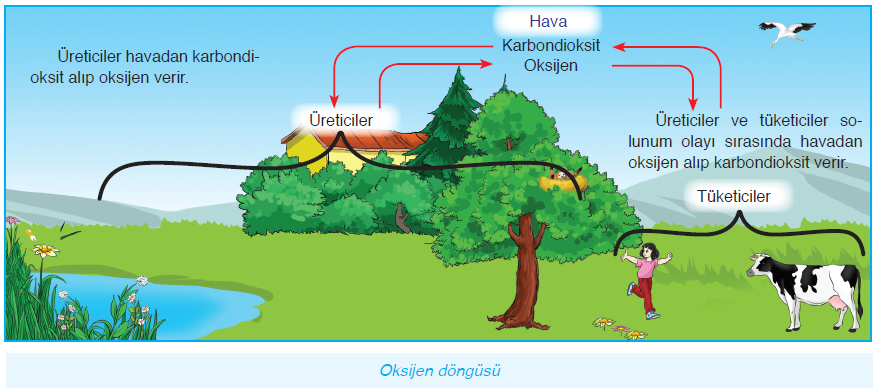 Hava
Karbondioksit
Oksijen
Üreticiler havadan karbondi-
oksit alıp oksijen verir.
Üreticiler
Üreticiler ve tüketiciler so-
lunum olayı sırasında havadan
oksijen alıp karbondioksit verir.
Tüketiciler
Oksijen döngüsü